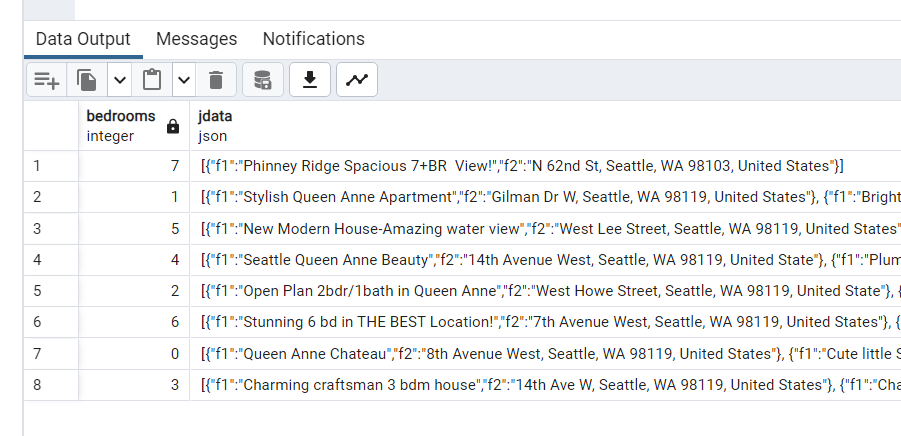 Data Output Messages Notifications
bedrooms jdata
integer json
1 7 [{"f1":"Phinney Ridge Spacious 7+BR  View!","f2":"N 62nd St, Seattle, WA 98103, United States"}]
2 1 [{"f1":"Stylish Queen Anne Apartment","f2":"Gilman Dr W, Seattle, WA 98119, United States"}, {"f1":"Bright
3 5 [{"f1":"New Modern House-Amazing water view","f2":"West Lee Street, Seattle, WA 98119, United States"
4 4 [{"f1":"Seattle Queen Anne Beauty","f2":"14th Avenue West, Seattle, WA 98119, United State"}, {"f1":"Plum
5 2 [{"f1":"Open Plan 2bdr/1bath in Queen Anne","f2":"West Howe Street, Seattle, WA 98119, United State"}, {
6 6 [{"f1":"Stunning 6 bd in THE BEST Location!","f2":"7th Avenue West, Seattle, WA 98119, United States"}, {
7 0 [{"f1":"Queen Anne Chateau","f2":"8th Avenue West, Seattle, WA 98119, United States"}, {"f1":"Cute little S
8 3 [{"f1":"Charming craftsman 3 bdm house","f2":"14th Ave W, Seattle, WA 98119, United States"}, {"f1":"Cha